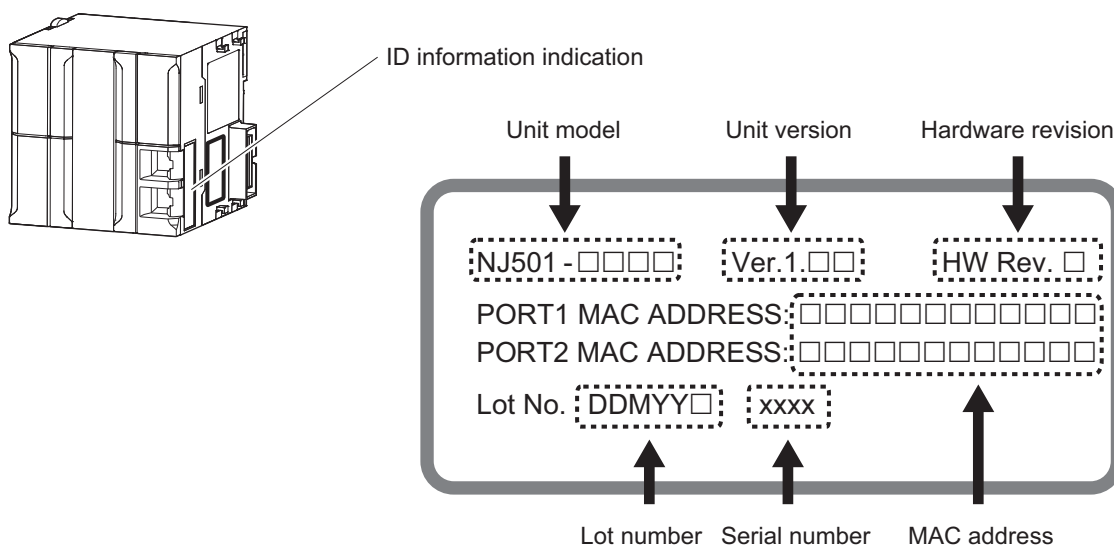 ID information indication
Unit model Unit version Hardware revision
NJ501 - □□□□ Ver.1.□□ HW Rev. □
PORT1 MAC ADDRESS: □□□□□□□□□□□□
PORT2 MAC ADDRESS: □□□□□□□□□□□□
Lot No. DDMYY□ xxxx
Lot number Serial number MAC address